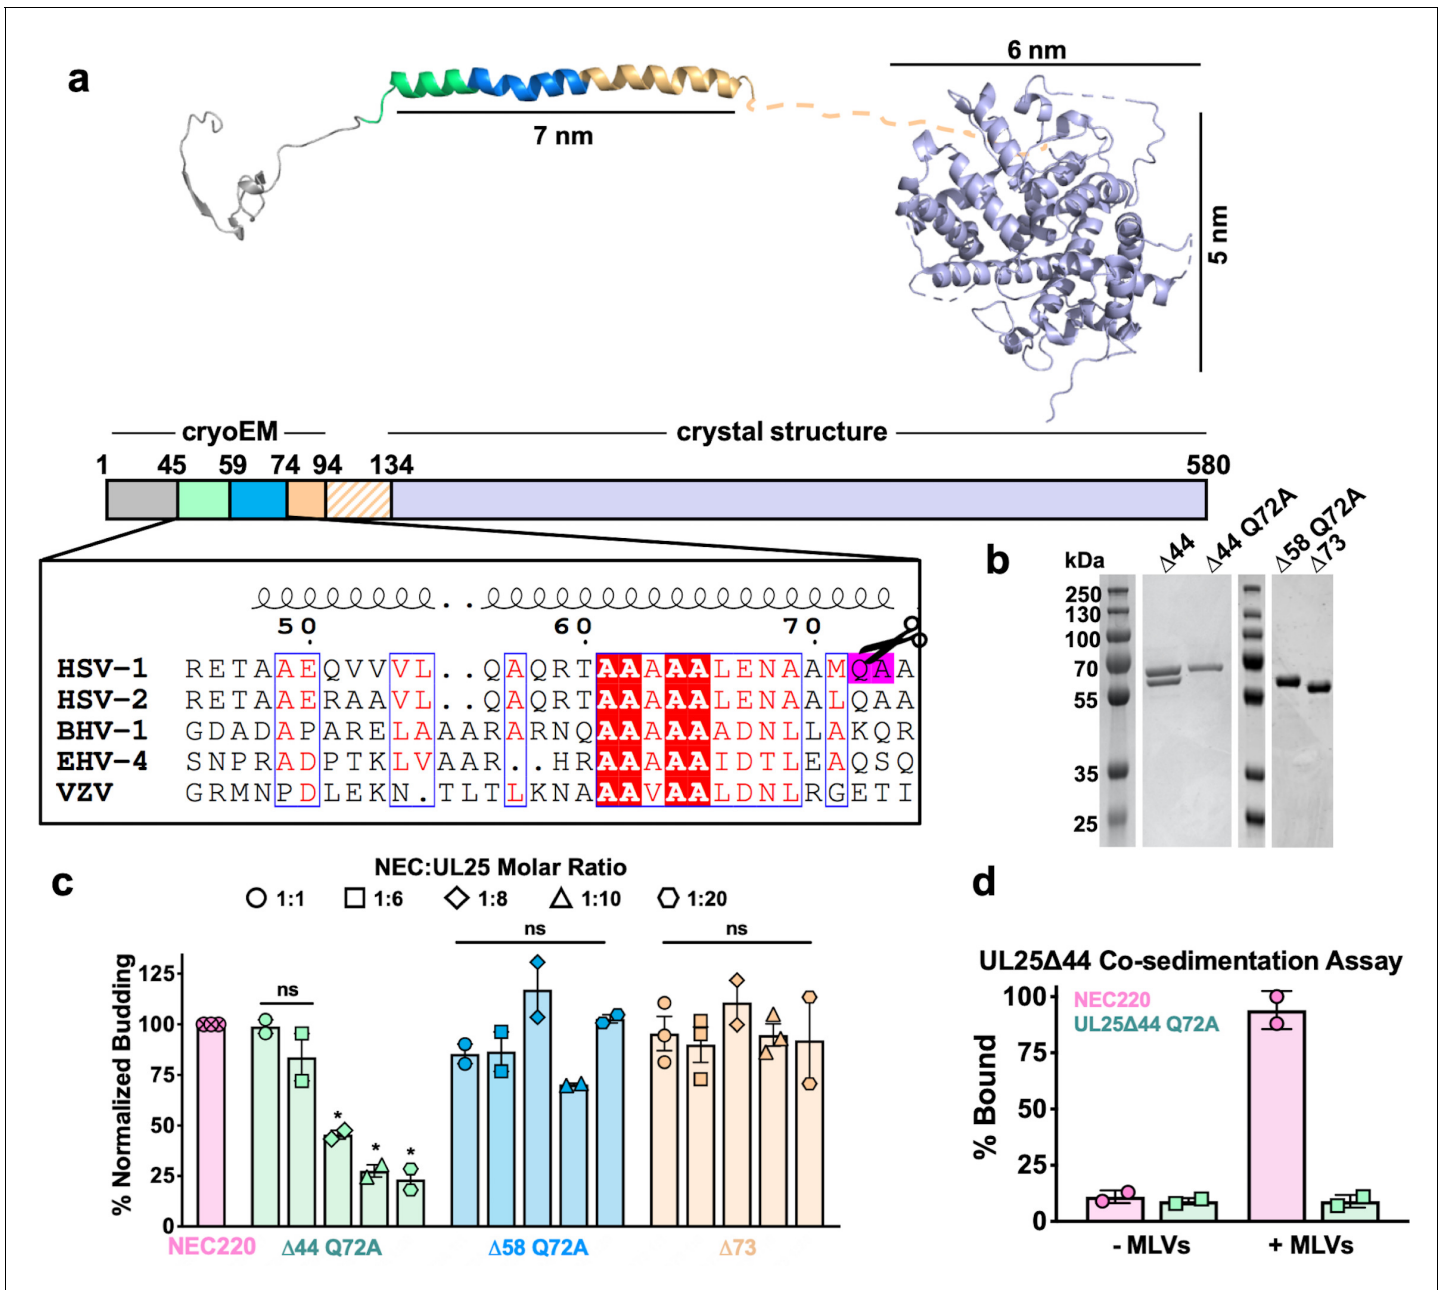 a
6 nm
7 nm
5 nm
cryoEM
crystal structure
1 45 59 74 94 134 580
50 60 70
HSV-1 RETAAEQVVVL..QAQRTAAAAALENAAMQAA
HSV-2 RETAAERAAVL..QAQRTAAAAALENAALQAA
BHV-1 GDADAPARELAAARARNQAAAAADNLLAKQR
EHV-4 SNPRADPTKLVAAR..HRAAAAAIDTLEAQSQ
VZV GRMNPDLEKN.TLTLKNAAAVAALDNLRGETI
b
kDa
Δ44
Δ44 Q72A
Δ58 Q72A
Δ73
250
130
100
70
55
35
25
c
NEC:UL25 Molar Ratio
1:1 1:6 1:8 1:10 1:20
% Normalized Budding
125
100
75
50
25
0
ns
*
*
*
ns
ns
NEC220 Δ44 Q72A Δ58 Q72A Δ73
d
UL25Δ44 Co-sedimentation Assay
NEC220
UL25Δ44 Q72A
% Bound
100
75
50
25
0
- MLVs + MLVs